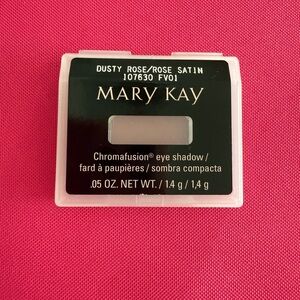 DUSTY ROSE/ROSE SATIN
107630 FV01
MARY KAY
Chromafusion® eye shadow /
fard à paupières / sombra compacta
.05 OZ. NET WT. / 1.4 g / 1,4 g